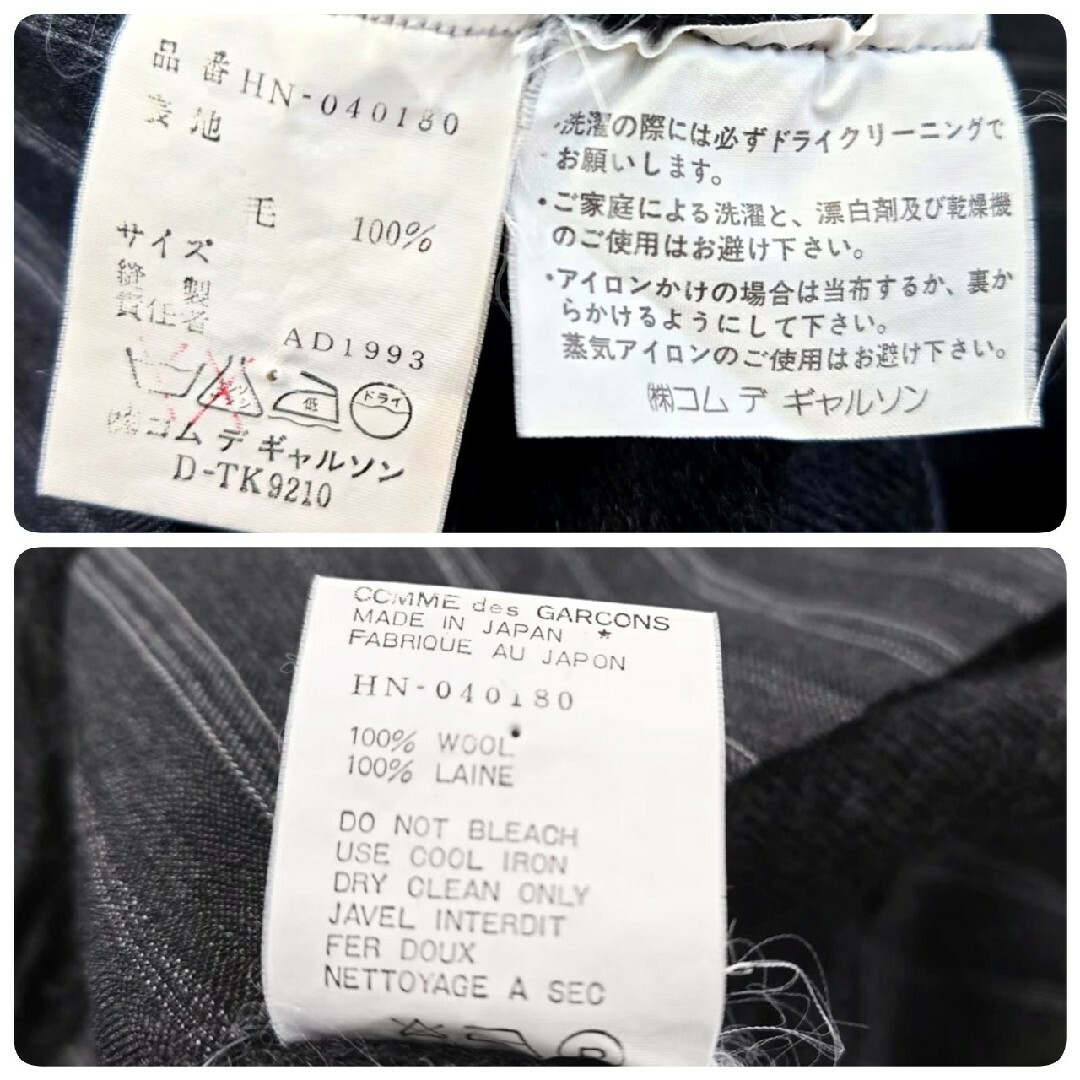 品番 HN-040180
表地
毛 100%
サイズ
縫製
責任者
AD1993
低
ドライ
㈱コム デ ギャルソン
D-TK9210
・洗濯の際には必ずドライクリーニングで
お願いします。
・ご家庭による洗濯と、漂白剤及び乾燥機
のご使用はお避け下さい。
・アイロンかけの場合は当布するか、裏か
らかけるようにして下さい。
蒸気アイロンのご使用はお避け下さい。
㈱コム デ ギャルソン
COMME des GARCONS
MADE IN JAPAN *
FABRIQUE AU JAPON
HN-040180
100% WOOL
100% LAINE
DO NOT BLEACH
USE COOL IRON
DRY CLEAN ONLY
JAVEL INTERDIT
FER DOUX
NETTOYAGE A SEC